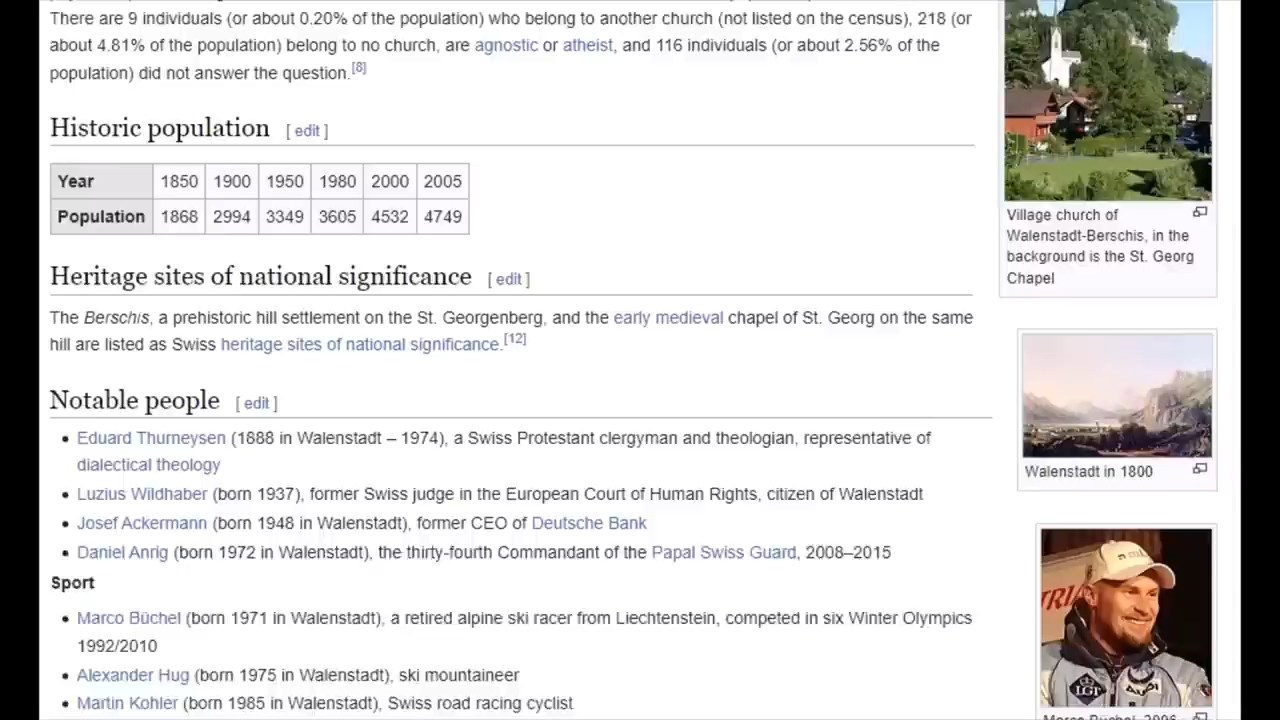 There are 9 individuals (or about 0.20% of the population) who belong to another church (not listed on the census), 218 (or
about 4.81% of the population) belong to no church, are agnostic or atheist, and 116 individuals (or about 2.56% of the
population) did not answer the question.[8]
Historic population [ edit ]
Year 1850 1900 1950 1980 2000 2005
Population 1868 2994 3349 3605 4532 4749
Heritage sites of national significance [ edit ]
The Berschis, a prehistoric hill settlement on the St. Georgenberg, and the early medieval chapel of St. Georg on the same
hill are listed as Swiss heritage sites of national significance.[12]
Notable people [ edit ]
Eduard Thurneysen (1888 in Walenstadt – 1974), a Swiss Protestant clergyman and theologian, representative of
dialectical theology
Luzius Wildhaber (born 1937), former Swiss judge in the European Court of Human Rights, citizen of Walenstadt
Josef Ackermann (born 1948 in Walenstadt), former CEO of Deutsche Bank
Daniel Anrig (born 1972 in Walenstadt), the thirty-fourth Commandant of the Papal Swiss Guard, 2008–2015
Sport
Marco Büchel (born 1971 in Walenstadt), a retired alpine ski racer from Liechtenstein, competed in six Winter Olympics
1992/2010
Alexander Hug (born 1975 in Walenstadt), ski mountaineer
Martin Kohler (born 1985 in Walenstadt), Swiss road racing cyclist
Village church of
Walenstadt-Berschis, in the
background is the St. Georg
Chapel
Walenstadt in 1800
LGT
Audi
Marco Büchel, 2006